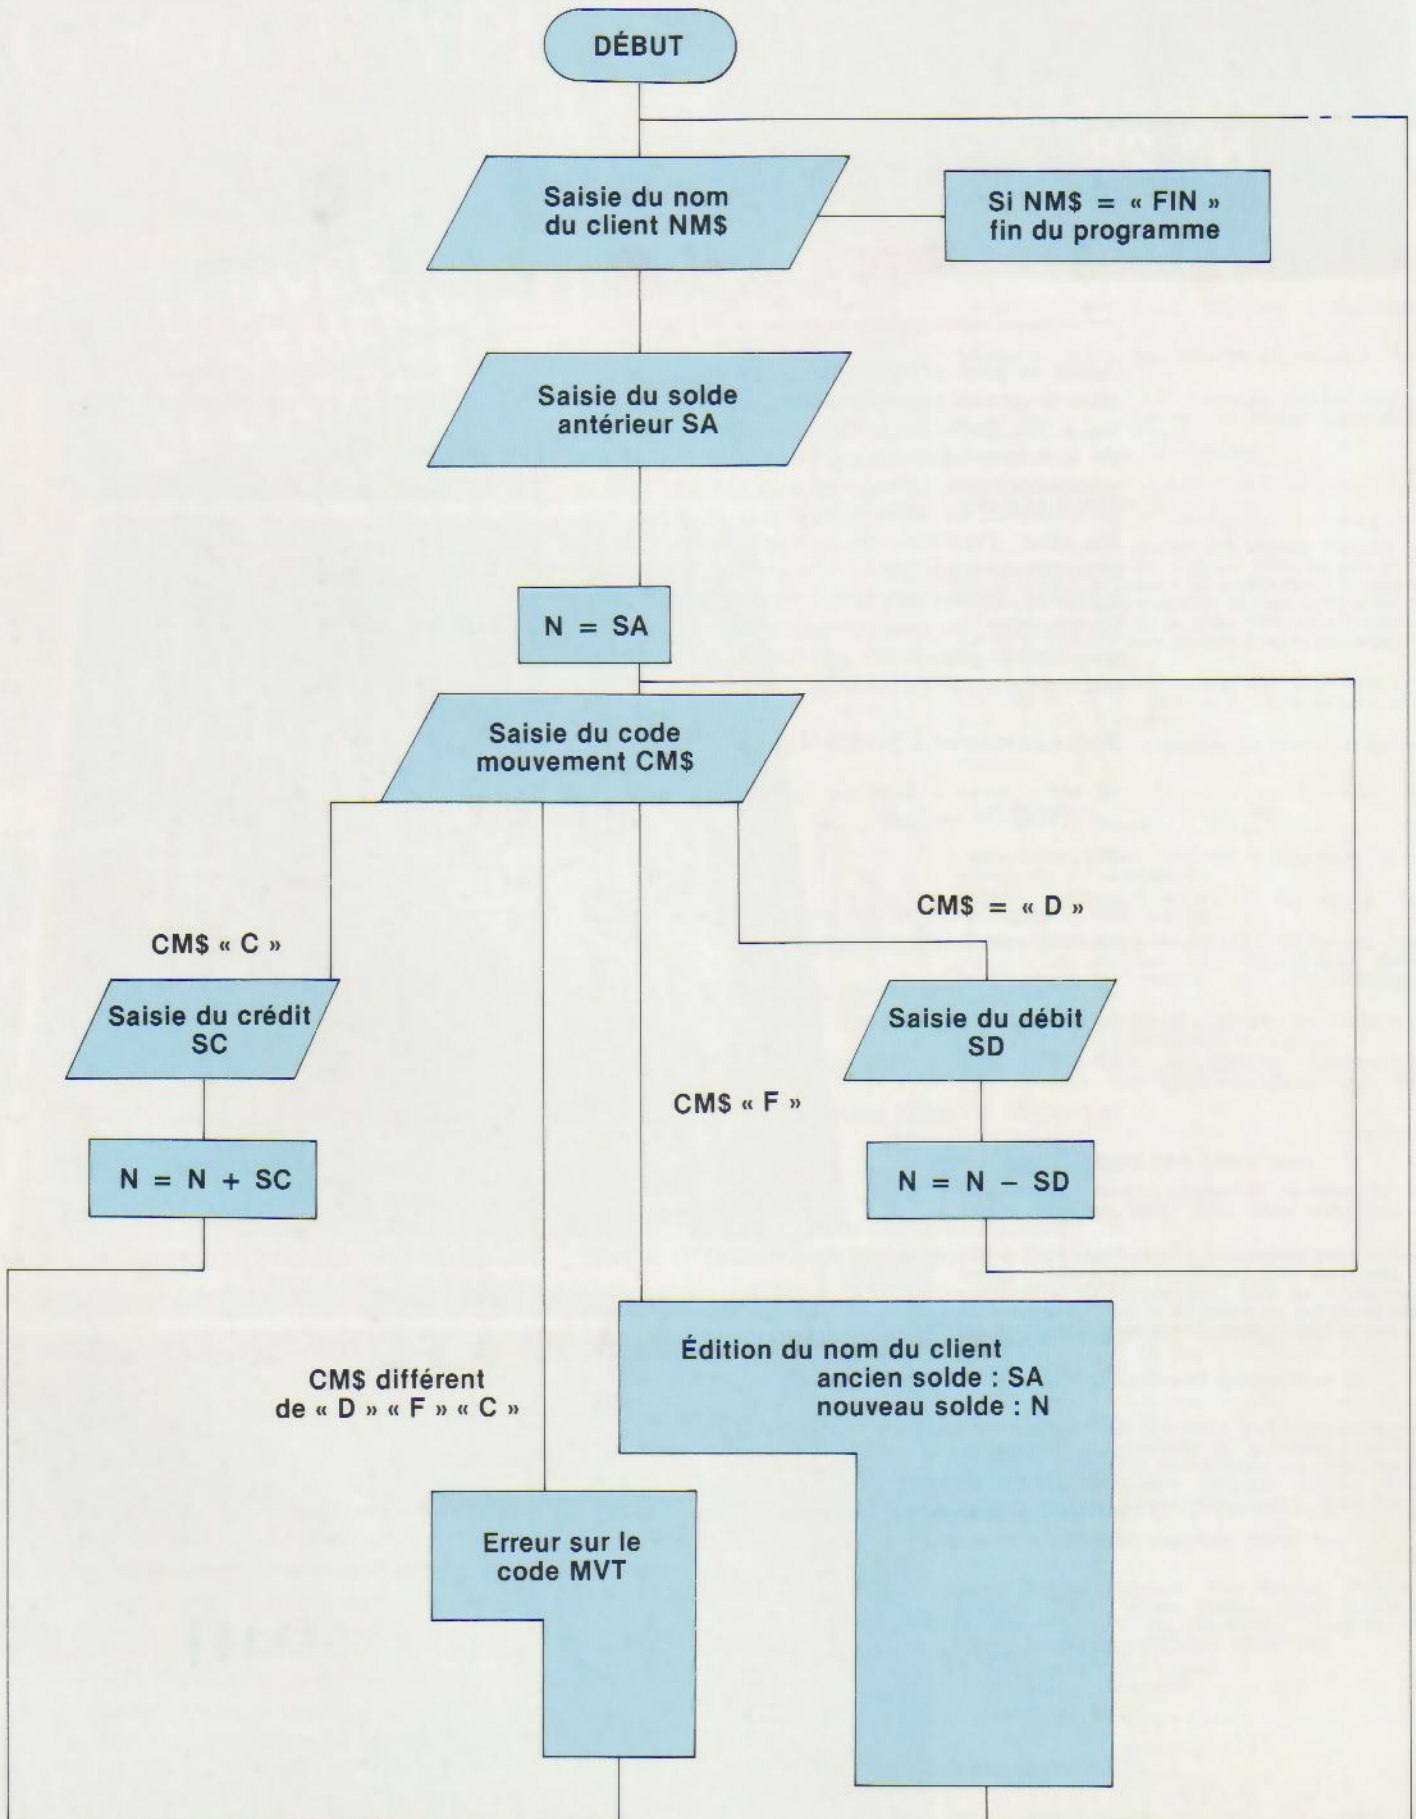 DÉBUT
Saisie du nom
du client NM$
Si NM$ = « FIN »
fin du programme
Saisie du solde
antérieur SA
N = SA
Saisie du code
mouvement CM$
CM$ = « D »
CM$ « C »
Saisie du crédit
SC
Saisie du débit
SD
CM$ « F »
N = N + SC
N = N − SD
Édition du nom du client
ancien solde : SA
nouveau solde : N
CM$ différent
de « D » « F » « C »
Erreur sur le
code MVT